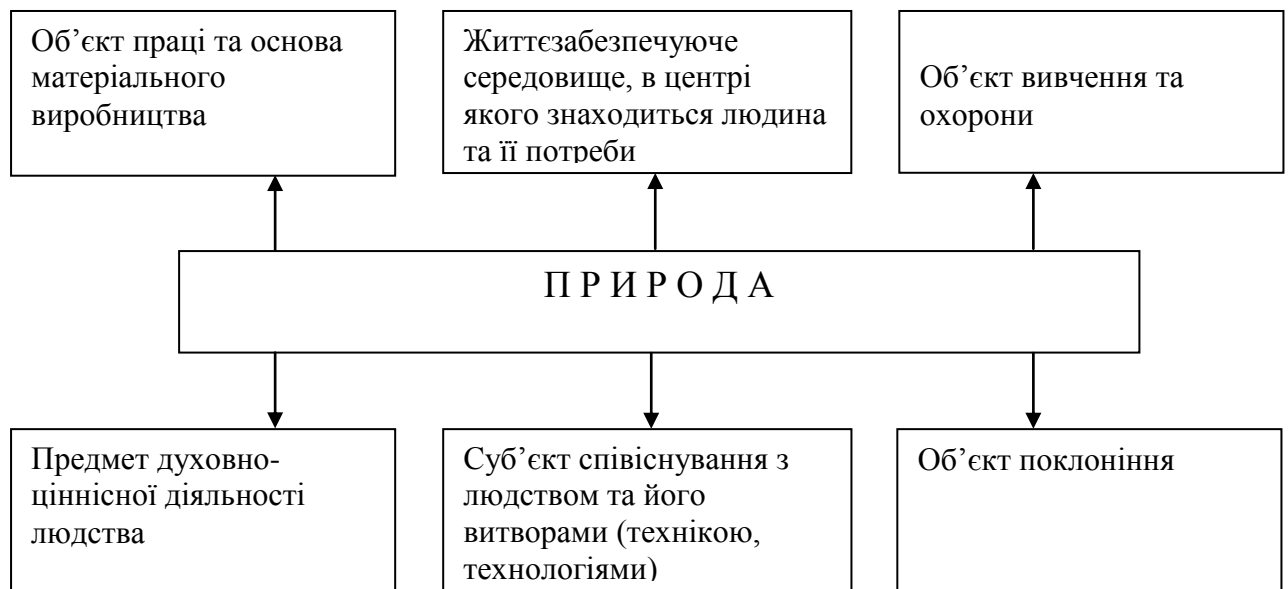 Об’єкт праці та основа
матеріального
виробництва
Життєзабезпечуюче
середовище, в центрі
якого знаходиться людина
та її потреби
Об’єкт вивчення та
охорони
П Р И Р О Д А
Предмет духовно-
ціннісної діяльності
людства
Суб’єкт співіснування з
людством та його
витворами (технікою,
технологіями)
Об’єкт поклоніння